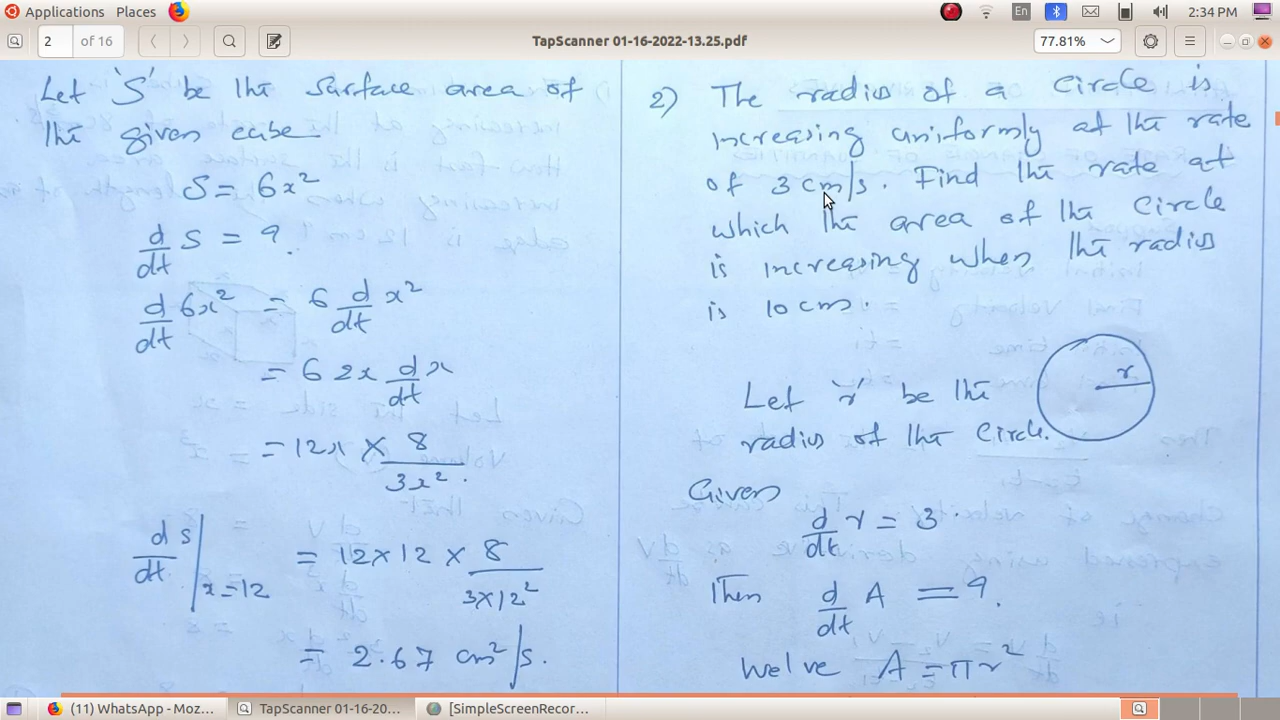 Applications Places
En
2:34 PM
2 of 16
TapScanner 01-16-2022-13.25.pdf
77.81%
Let 'S' be the surface area of
the given cube
S = 6x²
d/dt S = ?
d/dt 6x² = 6 d/dt x²
= 6 2x d/dt x
= 12x × 8/3x².
ds/dt | x=12 = 12×12 × 8/3×12²
= 2.67 cm²/s.
2) The radius of a circle is
increasing uniformly at the rate
of 3 cm/s. Find the rate at
which the area of the circle
is increasing when the radius
is 10 cm.
r
Let 'r' be the
radius of the circle.
Given
d/dt r = 3
Then d/dt A = ?
We've A = πr²
(11) WhatsApp - Moz...
TapScanner 01-16-20...
[SimpleScreenRecor...